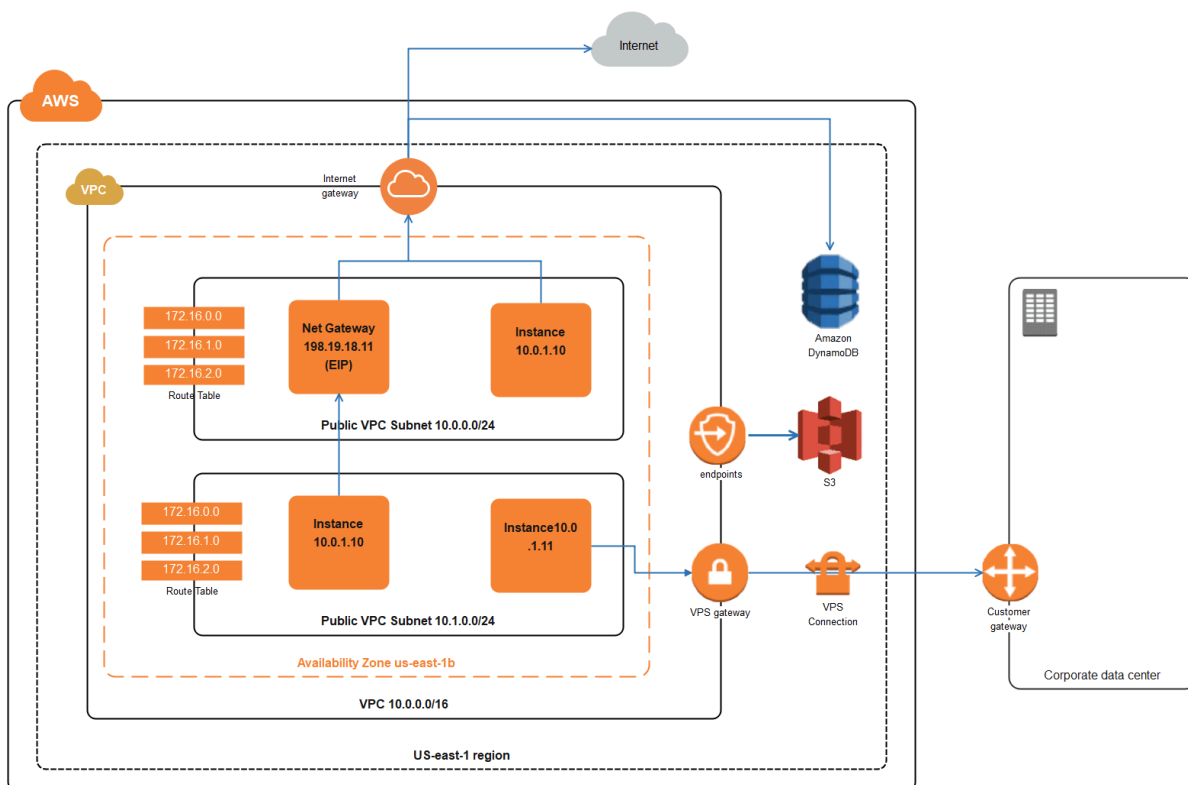 Internet
AWS
VPC
Internet
gateway
172.16.0.0
172.16.1.0
172.16.2.0
Route Table
Net Gateway
198.19.18.11
(EIP)
Instance
10.0.1.10
Public VPC Subnet 10.0.0.0/24
Amazon
DynamoDB
endpoints
S3
172.16.0.0
172.16.1.0
172.16.2.0
Route Table
Instance
10.0.1.10
Instance10.0
.1.11
Public VPC Subnet 10.1.0.0/24
VPS gateway
VPS
Connection
Customer
gateway
Availability Zone us-east-1b
Corporate data center
VPC 10.0.0.0/16
US-east-1 region